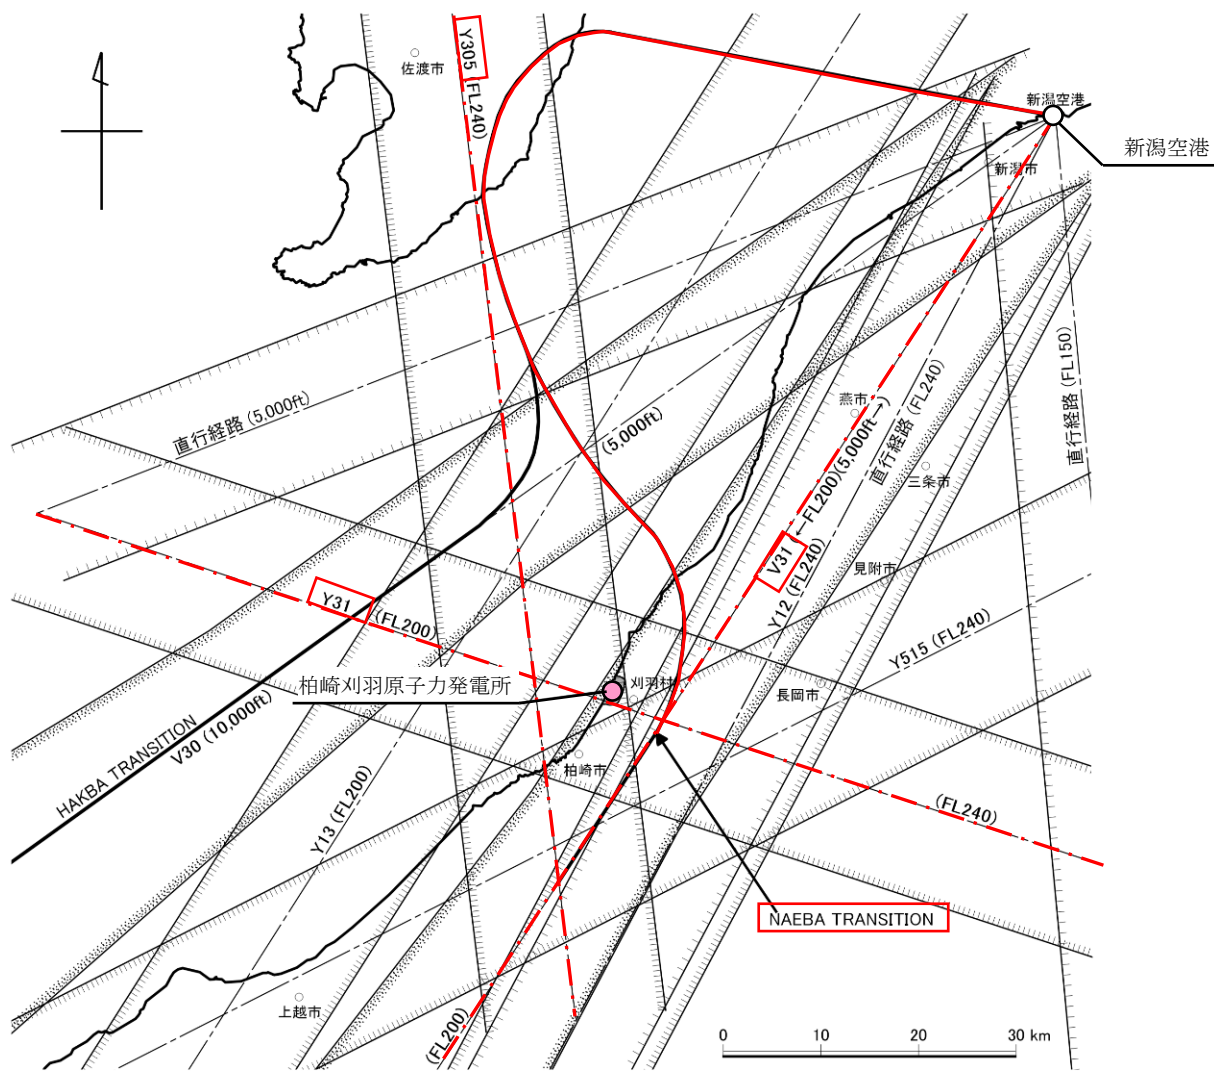 佐渡市
Y305 (FL240)
新潟空港
新潟空港
新潟市
直行経路 (5,000ft)
(5,000ft)
燕市
三条市
見附市
直行経路 (FL150)
直行経路 (FL240)
V31 (←FL200)(5,000ft→)
Y12 (FL240)
Y515 (FL240)
Y31 (FL200)
柏崎刈羽原子力発電所
刈羽村
長岡市
柏崎市
HAKBA TRANSITION
V30 (10,000ft)
Y13 (FL200)
(FL240)
NAEBA TRANSITION
上越市
(FL200)
0 10 20 30 km